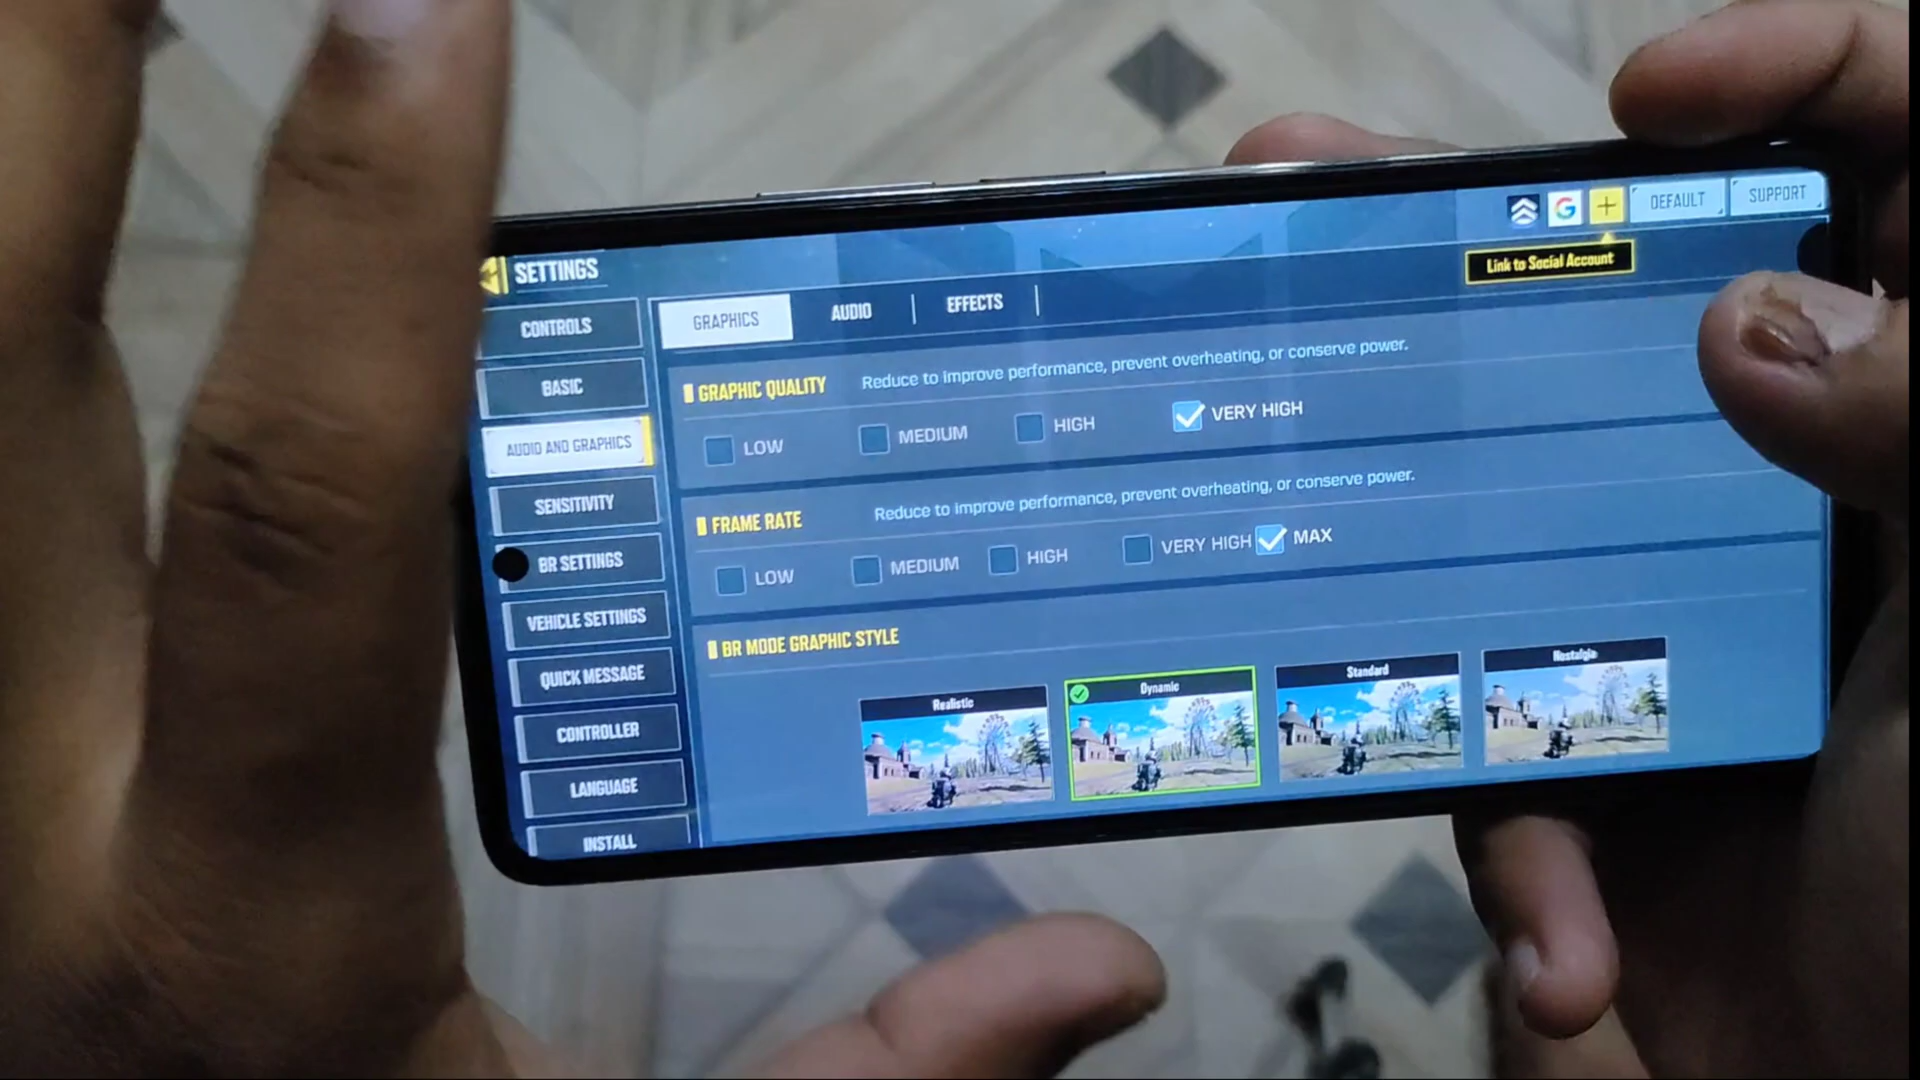 SETTINGS
DEFAULT
SUPPORT
Link to Social Account
CONTROLS
BASIC
AUDIO AND GRAPHICS
SENSITIVITY
BR SETTINGS
VEHICLE SETTINGS
QUICK MESSAGE
CONTROLLER
LANGUAGE
INSTALL
GRAPHICS
AUDIO
EFFECTS
GRAPHIC QUALITY
Reduce to improve performance, prevent overheating, or conserve power.
LOW
MEDIUM
HIGH
VERY HIGH
FRAME RATE
Reduce to improve performance, prevent overheating, or conserve power.
LOW
MEDIUM
HIGH
VERY HIGH
MAX
BR MODE GRAPHIC STYLE
Realistic
Dynamic
Standard
Nostalgia